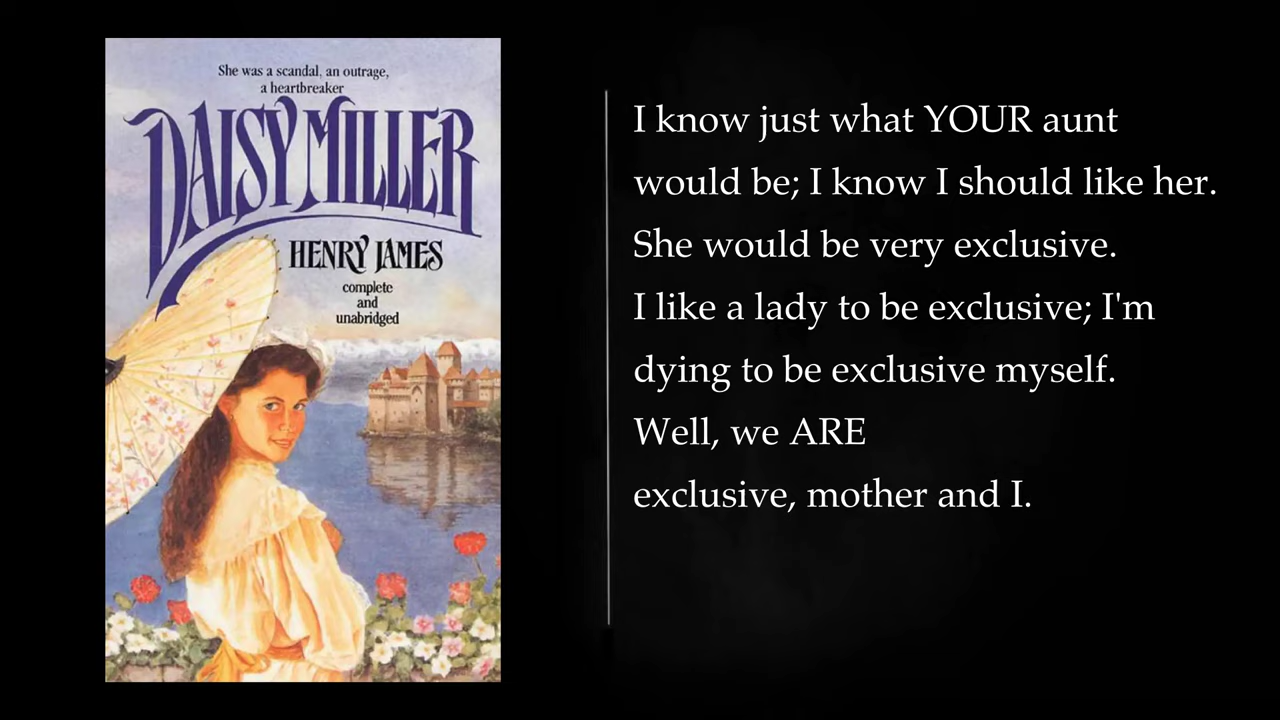 She was a scandal, an outrage,
a heartbreaker
DAISY MILLER
HENRY JAMES
complete
and
unabridged
I know just what YOUR aunt
would be; I know I should like her.
She would be very exclusive.
I like a lady to be exclusive; I'm
dying to be exclusive myself.
Well, we ARE
exclusive, mother and I.